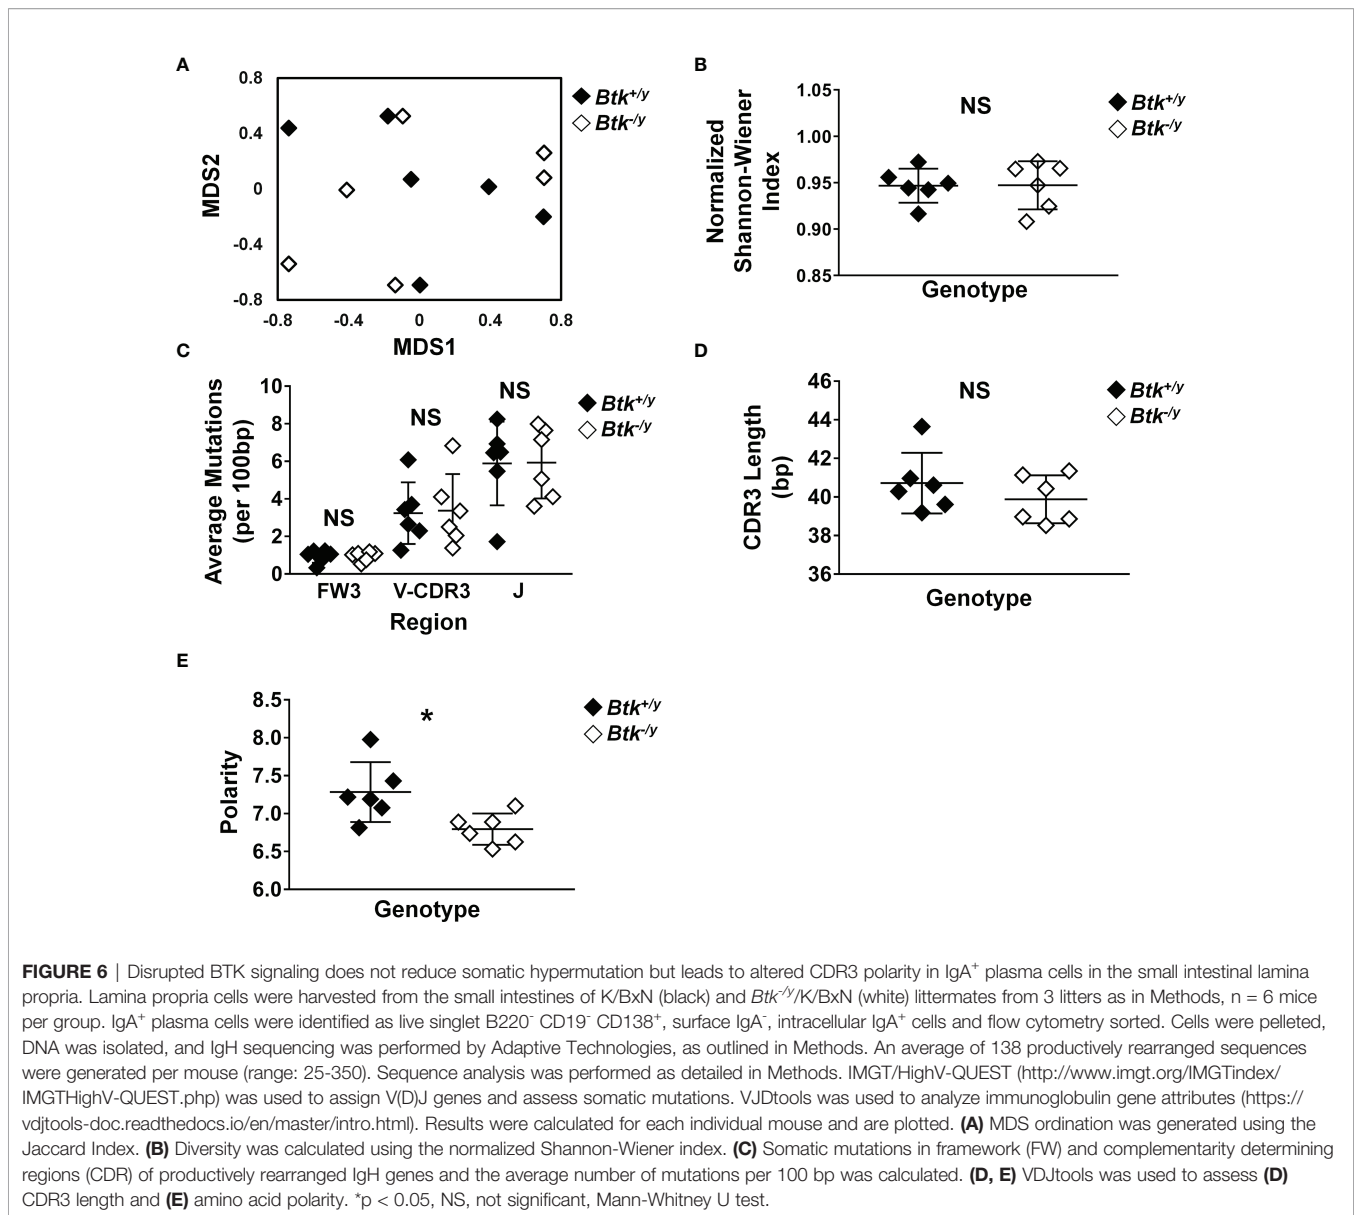 A
0.8
0.4
0
-0.4
-0.8
MDS2
-0.8 -0.4 0 0.4 0.8
MDS1
Btk+/y
Btk-/y
B
1.05
1.00
0.95
0.90
0.85
Normalized
Shannon-Wiener
Index
NS
Genotype
Btk+/y
Btk-/y
C
10
8
6
4
2
0
Average Mutations
(per 100bp)
NS
NS
NS
FW3 V-CDR3 J
Region
Btk+/y
Btk-/y
D
46
44
42
40
38
36
CDR3 Length
(bp)
NS
Genotype
Btk+/y
Btk-/y
E
8.5
8.0
7.5
7.0
6.5
6.0
Polarity
*
Genotype
Btk+/y
Btk-/y
FIGURE 6 | Disrupted BTK signaling does not reduce somatic hypermutation but leads to altered CDR3 polarity in IgA+ plasma cells in the small intestinal lamina
propria. Lamina propria cells were harvested from the small intestines of K/BxN (black) and Btk-/y/K/BxN (white) littermates from 3 litters as in Methods, n = 6 mice
per group. IgA+ plasma cells were identified as live singlet B220- CD19- CD138+, surface IgA-, intracellular IgA+ cells and flow cytometry sorted. Cells were pelleted,
DNA was isolated, and IgH sequencing was performed by Adaptive Technologies, as outlined in Methods. An average of 138 productively rearranged sequences
were generated per mouse (range: 25-350). Sequence analysis was performed as detailed in Methods. IMGT/HighV-QUEST (http://www.imgt.org/IMGTindex/
IMGTHighV-QUEST.php) was used to assign V(D)J genes and assess somatic mutations. VJDtools was used to analyze immunoglobulin gene attributes (https://
vdjtools-doc.readthedocs.io/en/master/intro.html). Results were calculated for each individual mouse and are plotted. (A) MDS ordination was generated using the
Jaccard Index. (B) Diversity was calculated using the normalized Shannon-Wiener index. (C) Somatic mutations in framework (FW) and complementarity determining
regions (CDR) of productively rearranged IgH genes and the average number of mutations per 100 bp was calculated. (D, E) VDJtools was used to assess (D)
CDR3 length and (E) amino acid polarity. *p < 0.05, NS, not significant, Mann-Whitney U test.